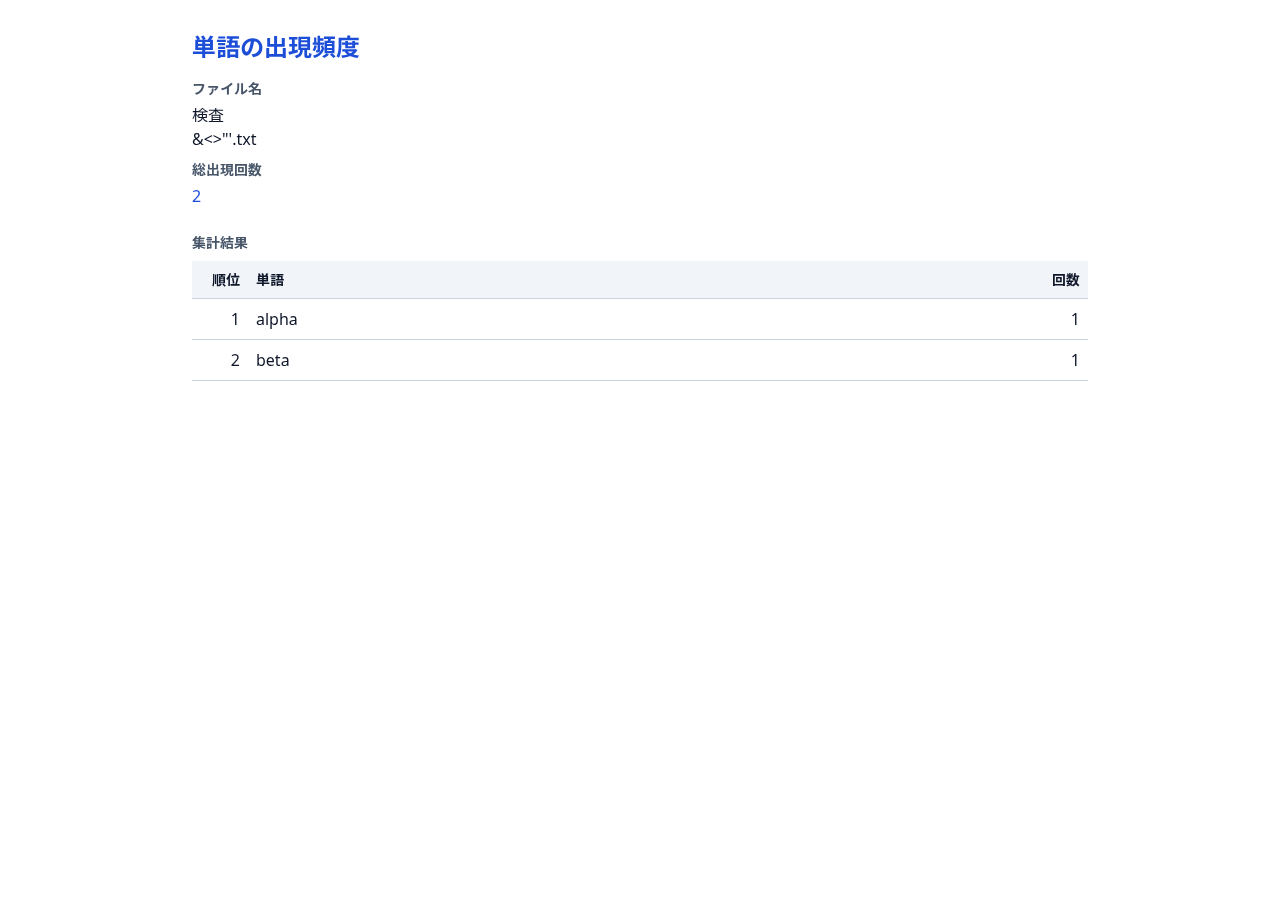 単語の出現頻度
ファイル名
検査
&<>"'.txt
総出現回数
2
集計結果
順位 単語 回数
1 alpha 1
2 beta 1